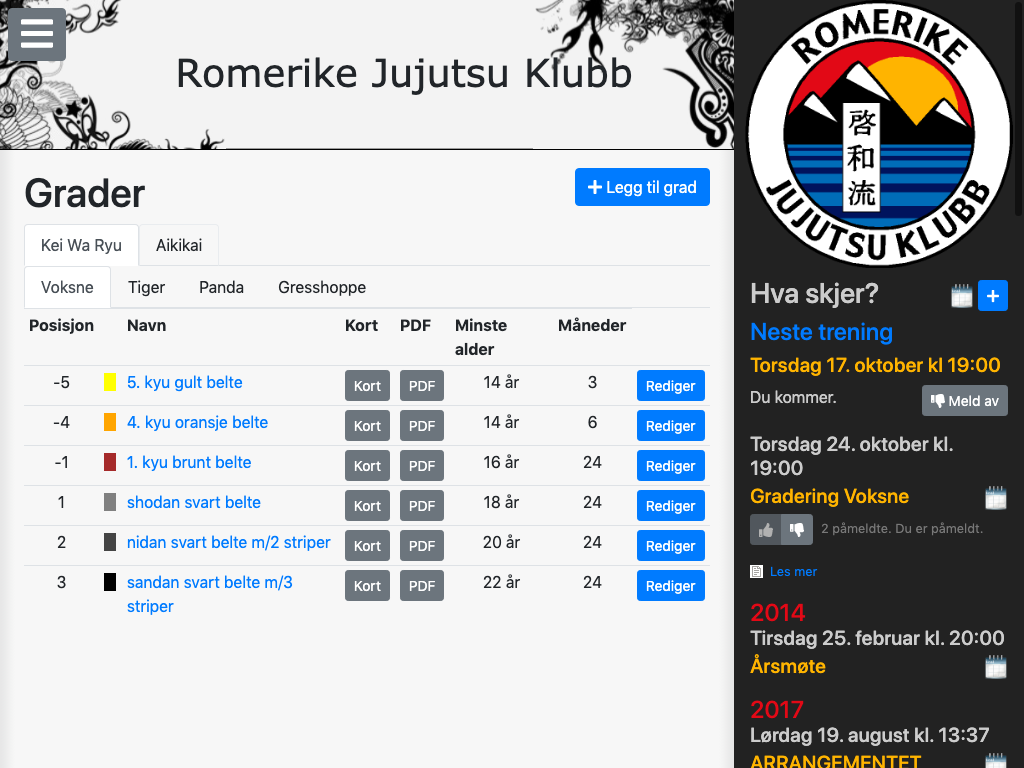 Romerike Jujutsu Klubb
Grader
Legg til grad
Kei Wa Ryu
Aikikai
Voksne
Tiger
Panda
Gresshoppe
Posisjon Navn Kort PDF Minste alder Måneder
-5 5. kyu gult belte Kort PDF 14 år 3 Rediger
-4 4. kyu oransje belte Kort PDF 14 år 6 Rediger
-1 1. kyu brunt belte Kort PDF 16 år 24 Rediger
1 shodan svart belte Kort PDF 18 år 24 Rediger
2 nidan svart belte m/2 striper Kort PDF 20 år 24 Rediger
3 sandan svart belte m/3 striper Kort PDF 22 år 24 Rediger
ROMERIKE
啓和流
JUJUTSU KLUBB
Hva skjer?
Neste trening
Torsdag 17. oktober kl 19:00
Du kommer.
Meld av
Torsdag 24. oktober kl.
19:00
Gradering Voksne
2 påmeldte. Du er påmeldt.
Les mer
2014
Tirsdag 25. februar kl. 20:00
Årsmøte
2017
Lørdag 19. august kl. 13:37
ARRANGEMENTET